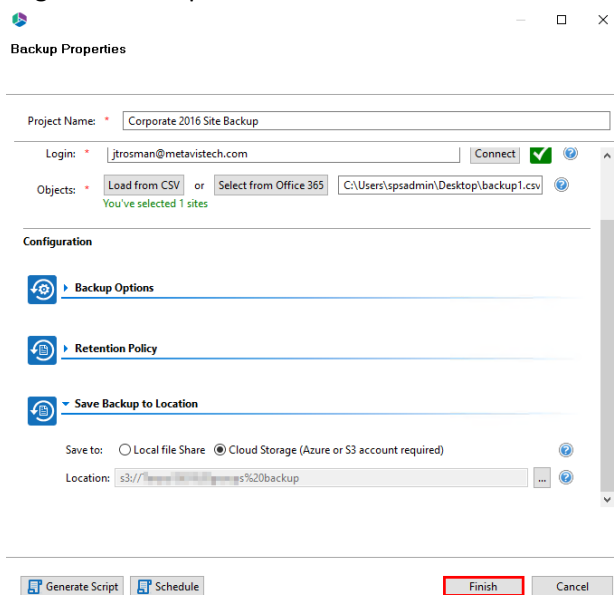 Backup Properties
Project Name: * Corporate 2016 Site Backup
Login: * jtrosman@metavistech.com Connect
Objects: * Load from CSV or Select from Office 365 C:\Users\spsadmin\Desktop\backup1.csv
You've selected 1 sites
Configuration
Backup Options
Retention Policy
Save Backup to Location
Save to: Local file Share Cloud Storage (Azure or S3 account required)
Location: s3:// s%20backup ...
Generate Script Schedule Finish Cancel